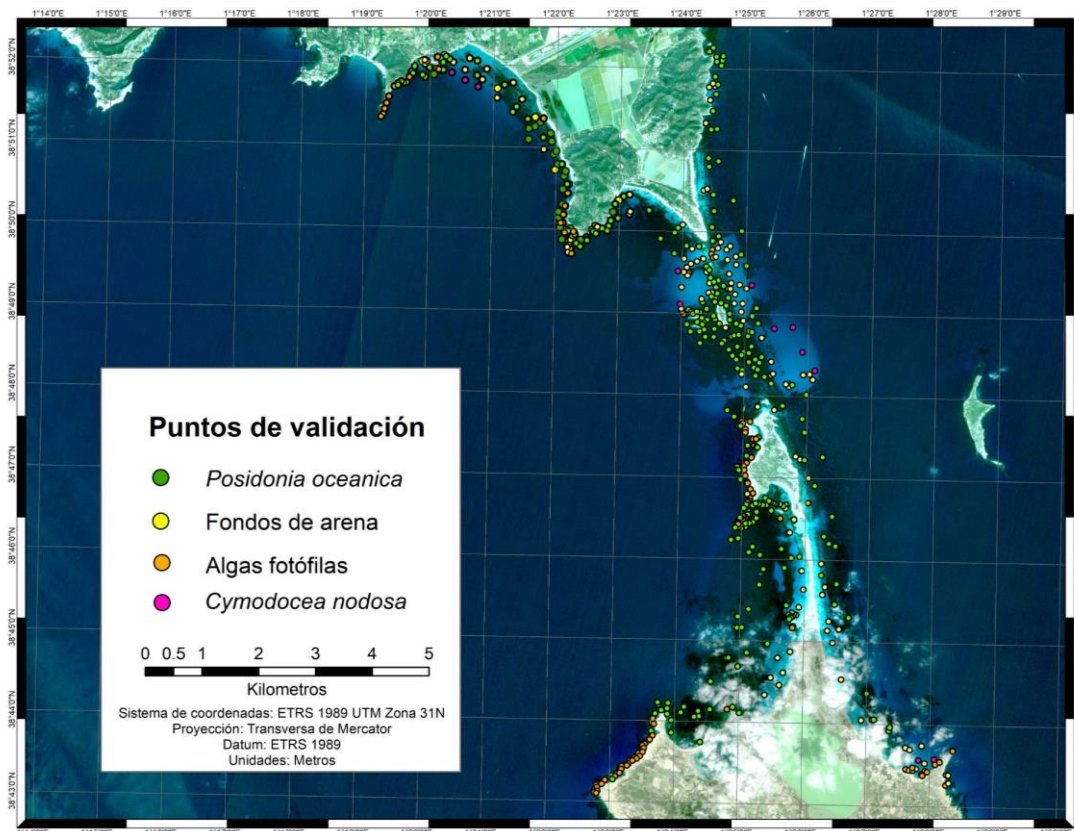 1°14'0"E 1°15'0"E 1°16'0"E 1°17'0"E 1°18'0"E 1°19'0"E 1°20'0"E 1°21'0"E 1°22'0"E 1°23'0"E 1°24'0"E 1°25'0"E 1°26'0"E 1°27'0"E 1°28'0"E 1°29'0"E
38°52'0"N
38°51'0"N
38°50'0"N
38°49'0"N
38°48'0"N
38°47'0"N
38°46'0"N
38°45'0"N
38°44'0"N
38°43'0"N
Puntos de validación
Posidonia oceanica
Fondos de arena
Algas fotófilas
Cymodocea nodosa
0 0.5 1 2 3 4 5
Kilometros
Sistema de coordenadas: ETRS 1989 UTM Zona 31N
Proyección: Transversa de Mercator
Datum: ETRS 1989
Unidades: Metros